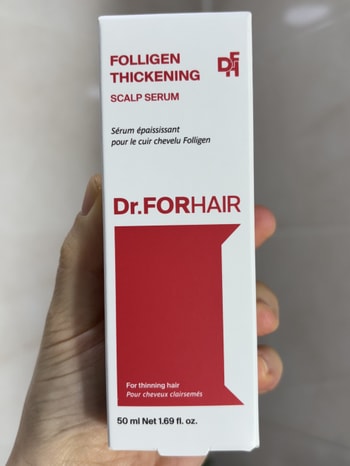 FOLLIGEN
THICKENING
SCALP SERUM
DFH
Sérum épaississant
pour le cuir chevelu Folligen
Dr.FORHAIR
For thinning hair
Pour cheveux clairsemés
50 ml Net 1.69 fl. oz.